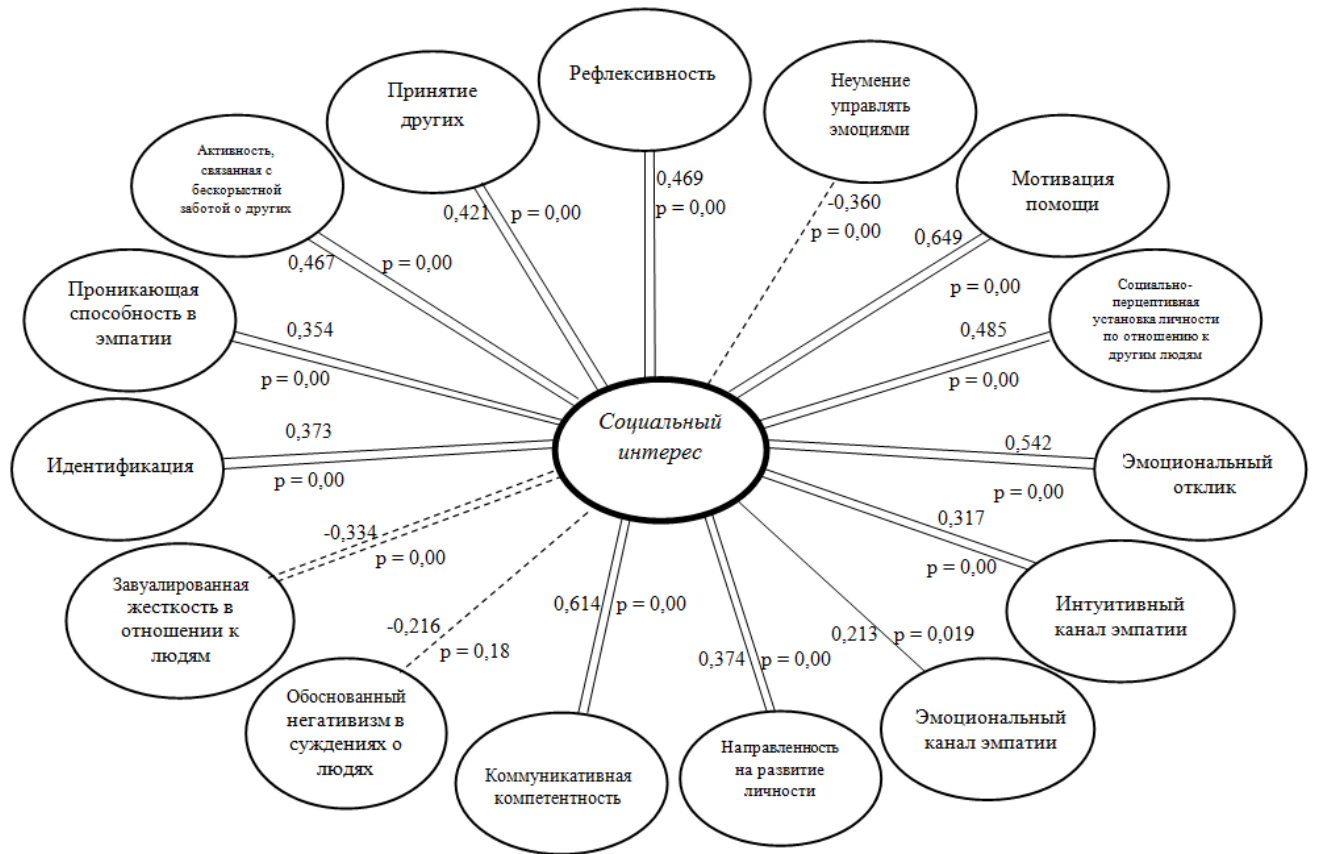 Рефлексивность
0,469
p = 0,00
Неумение
управлять
эмоциями
-0,360
p = 0,00
Мотивация
помощи
0,649
p = 0,00
Социально-
перцептивная
установка личности
по отношению к
другим людям
0,485
p = 0,00
Эмоциональный
отклик
0,542
p = 0,00
Интуитивный
канал эмпатии
0,317
p = 0,00
Эмоциональный
канал эмпатии
0,213
p = 0,019
Направленность
на развитие
личности
0,374
p = 0,00
Коммуникативная
компетентность
0,614
p = 0,00
Обоснованный
негативизм в
суждениях о
людях
-0,216
p = 0,18
Завуалированная
жесткость в
отношении к
людям
-0,334
p = 0,00
Идентификация
0,373
p = 0,00
Проникающая
способность в
эмпатии
0,354
p = 0,00
Активность,
связанная с
бескорыстной
заботой о других
0,467
p = 0,00
Принятие
других
0,421
p = 0,00
Социальный
интерес